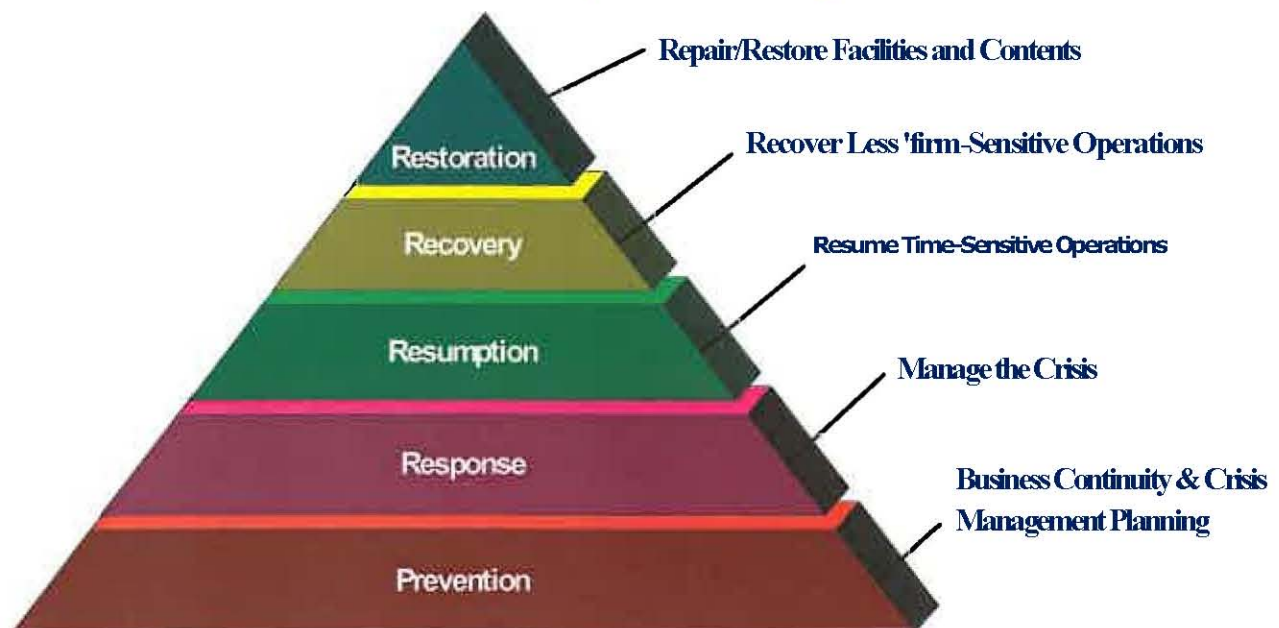 Repair/Restore Facilities and Contents
Restoration
Recover Less 'firm-Sensitive Operations
Recovery
Resume Time-Sensitive Operations
Resumption
Manage the Crisis
Response
Business Continuity & Crisis
Management Planning
Prevention